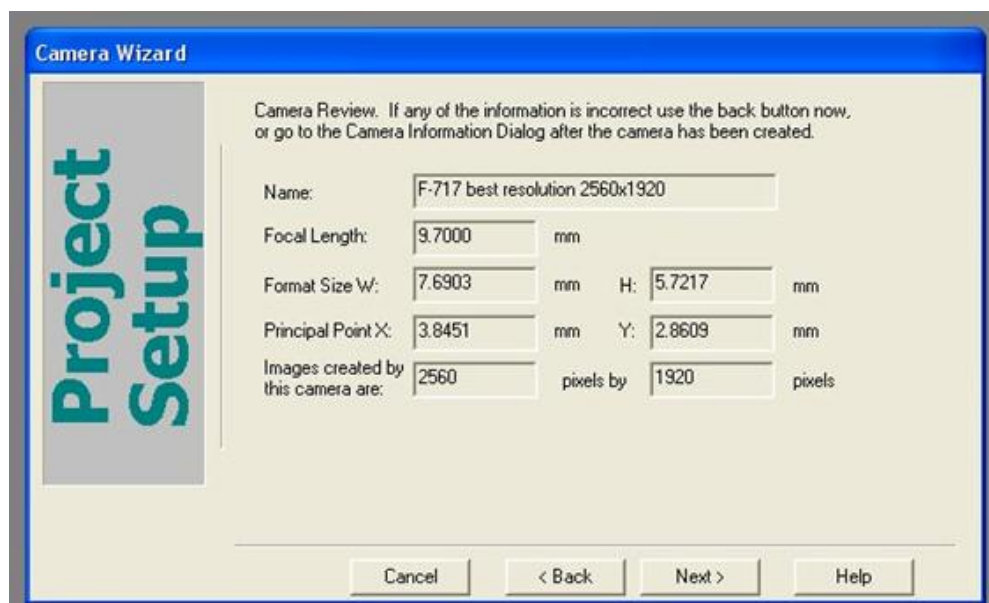 Camera Wizard
Project
Setup
Camera Review. If any of the information is incorrect use the back button now,
or go to the Camera Information Dialog after the camera has been created.
Name: F-717 best resolution 2560x1920
Focal Length: 9.7000 mm
Format Size W: 7.6903 mm H: 5.7217 mm
Principal Point X: 3.8451 mm Y: 2.8609 mm
Images created by
this camera are: 2560 pixels by 1920 pixels
Cancel < Back Next > Help